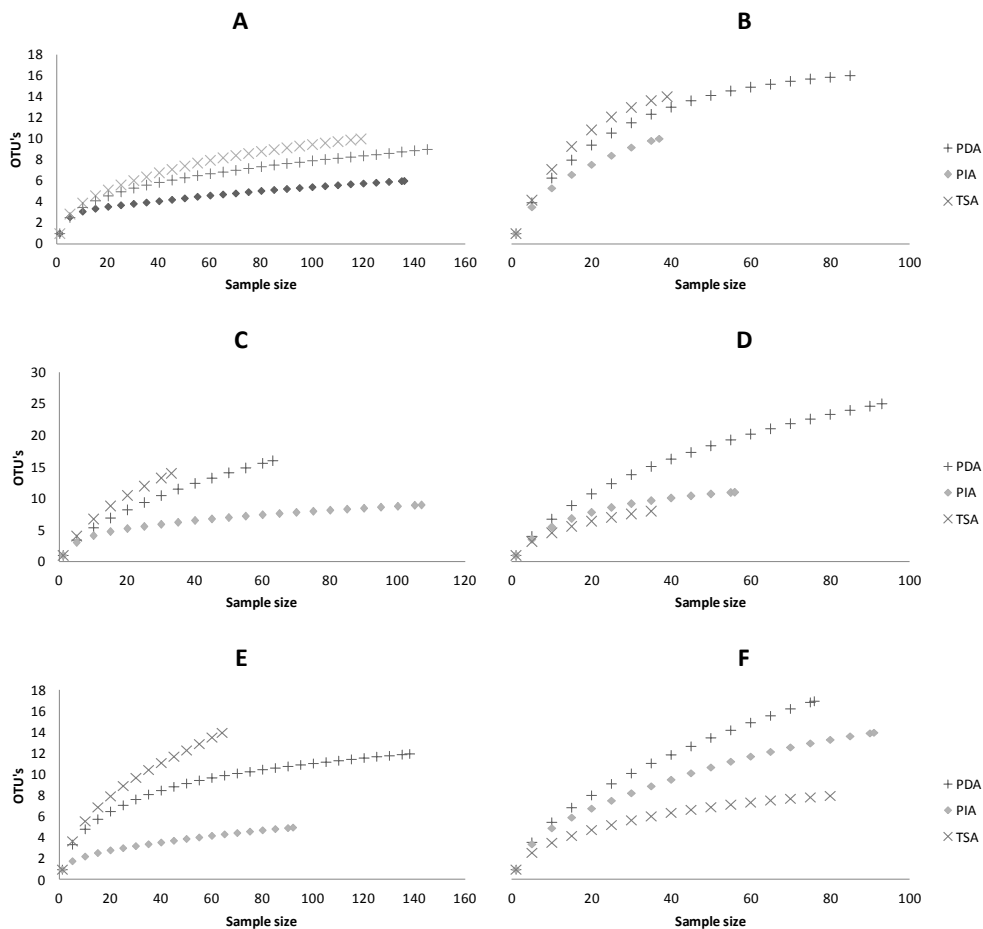 A
B
18
16
14
12
10
8
6
4
2
0
OTU's
0 20 40 60 80 100 120 140 160
Sample size
0 20 40 60 80 100
Sample size
PDA
PIA
TSA
C
D
30
25
20
15
10
5
0
OTU's
0 20 40 60 80 100 120
Sample size
0 20 40 60 80 100
Sample size
PDA
PIA
TSA
E
F
18
16
14
12
10
8
6
4
2
0
OTU's
0 20 40 60 80 100 120 140 160
Sample size
0 20 40 60 80 100
Sample size
PDA
PIA
TSA